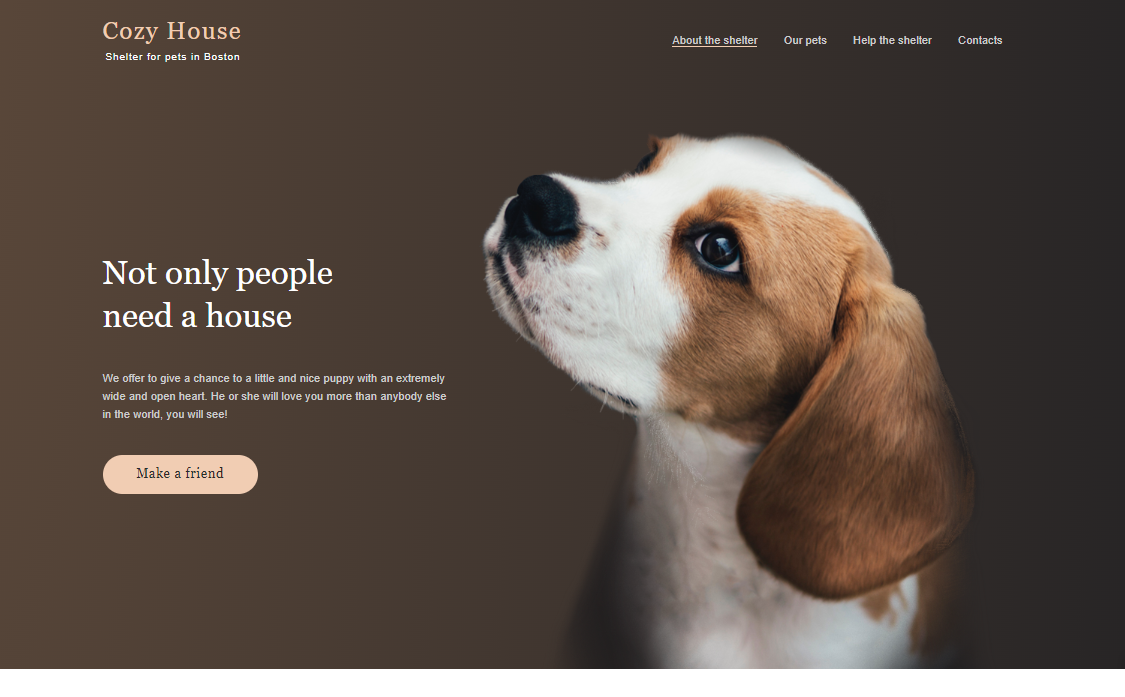 Cozy House
Shelter for pets in Boston
About the shelter
Our pets
Help the shelter
Contacts
Not only people
need a house
We offer to give a chance to a little and nice puppy with an extremely
wide and open heart. He or she will love you more than anybody else
in the world, you will see!
Make a friend